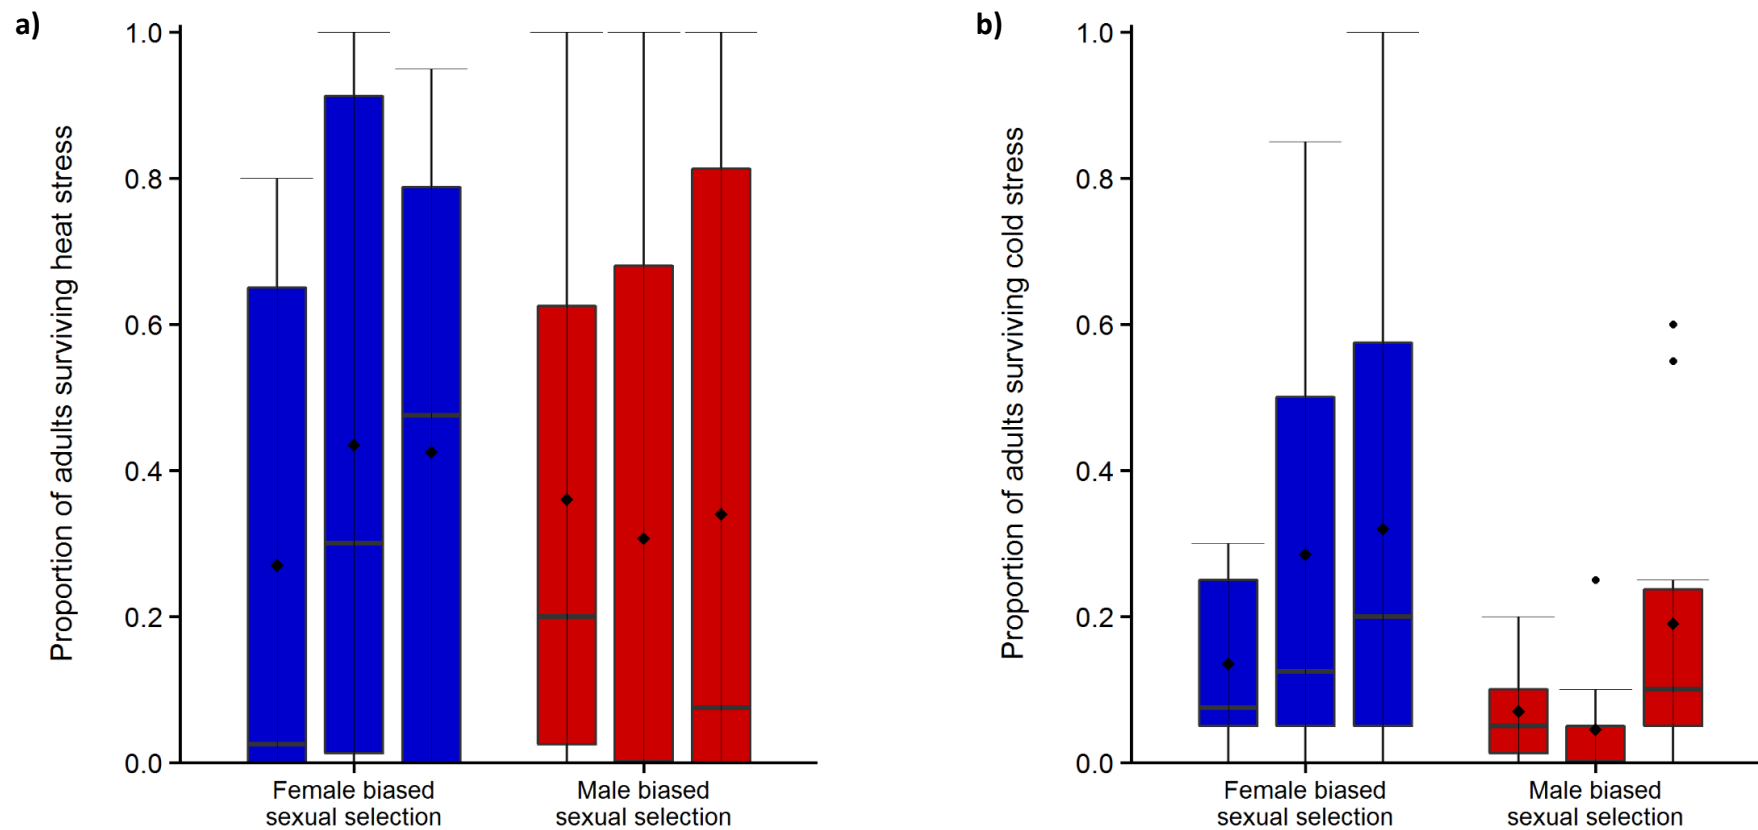 a)
Proportion of adults surviving heat stress
1.0
0.8
0.6
0.4
0.2
0.0
Female biased
sexual selection
Male biased
sexual selection
b)
Proportion of adults surviving cold stress
1.0
0.8
0.6
0.4
0.2
0.0
Female biased
sexual selection
Male biased
sexual selection